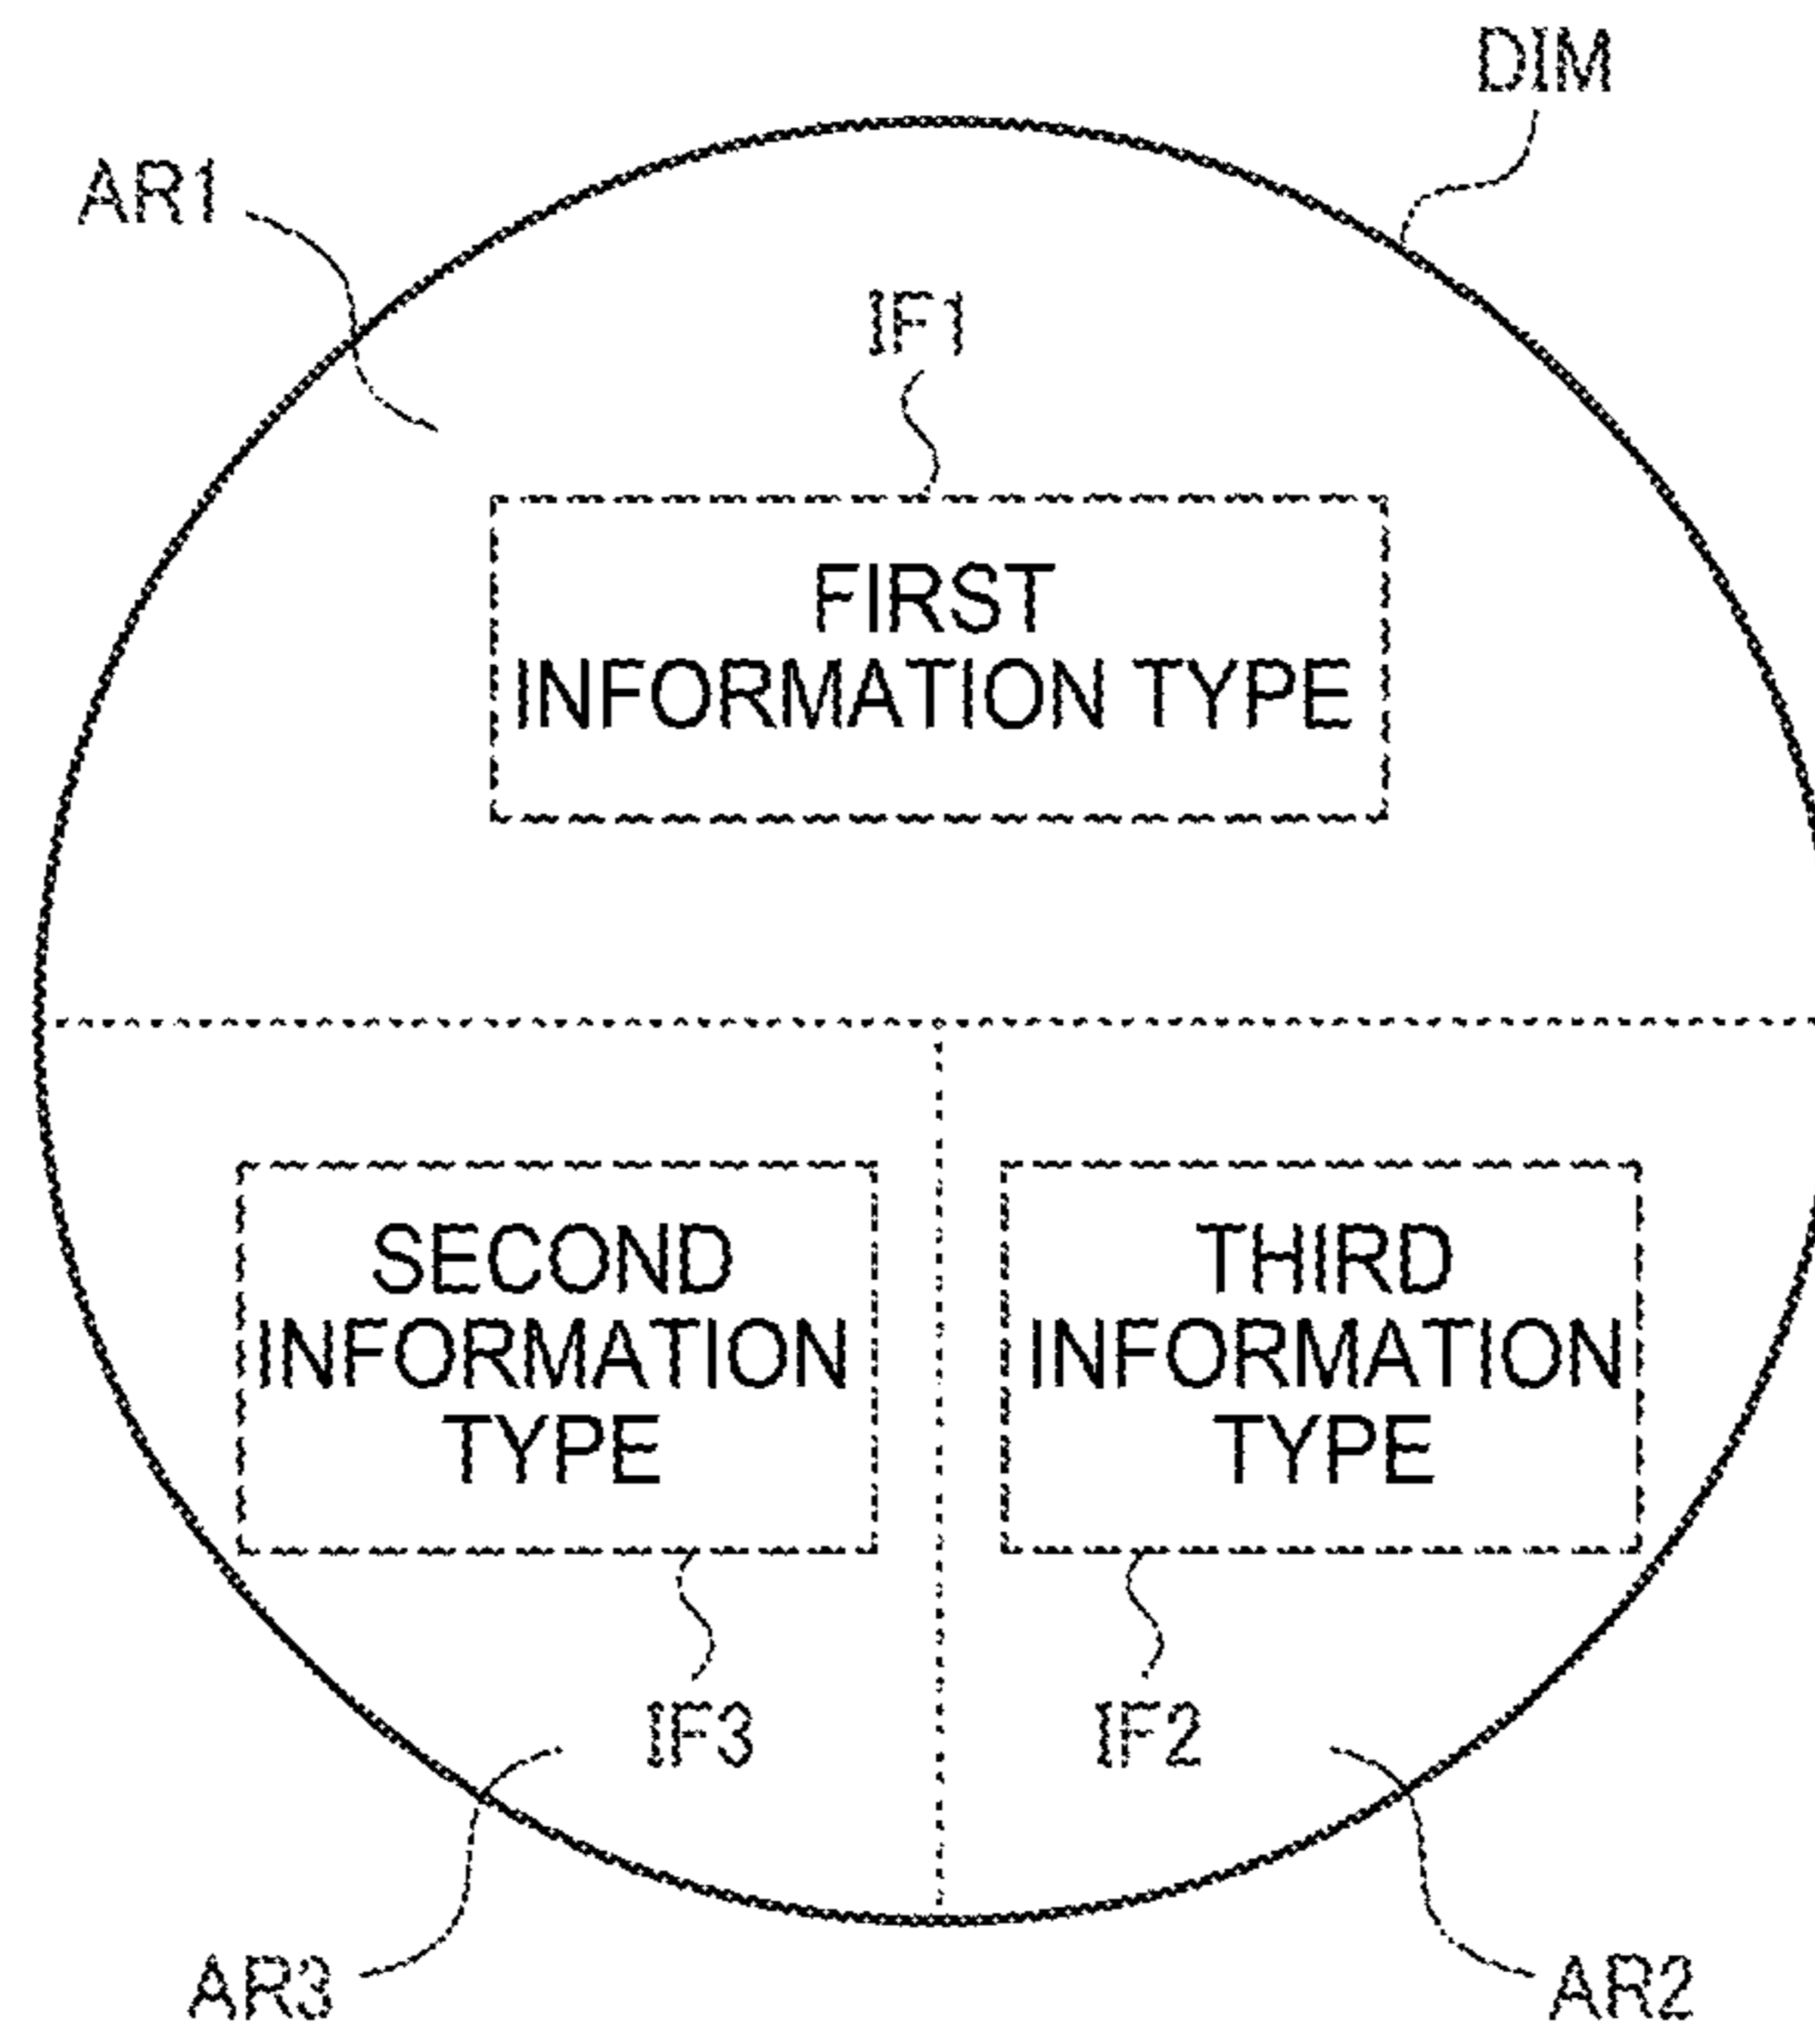 DIM
AR1
IF1
FIRST
INFORMATION TYPE
SECOND
INFORMATION
TYPE
THIRD
INFORMATION
TYPE
IF3
IF2
AR3
AR2